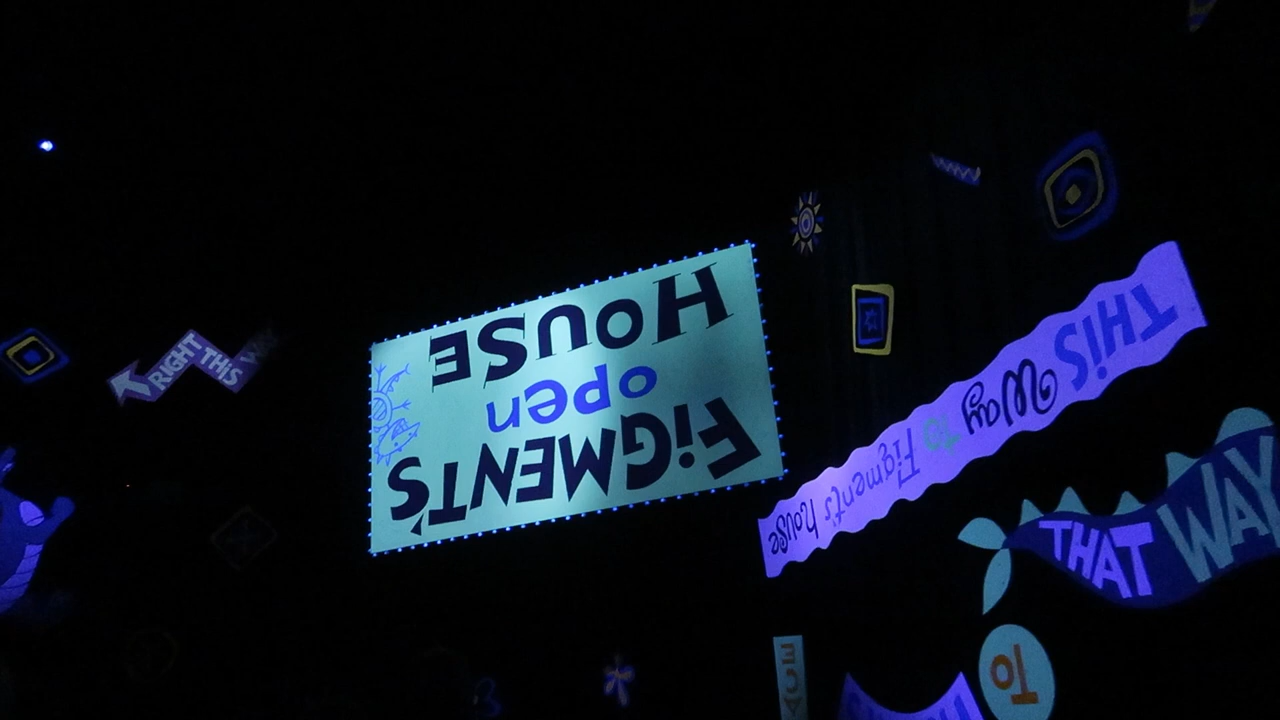 RIGHT THIS
FiGMENT'S
open
HOUSE
THiS Way to Figment's house
THAT WAY
TO